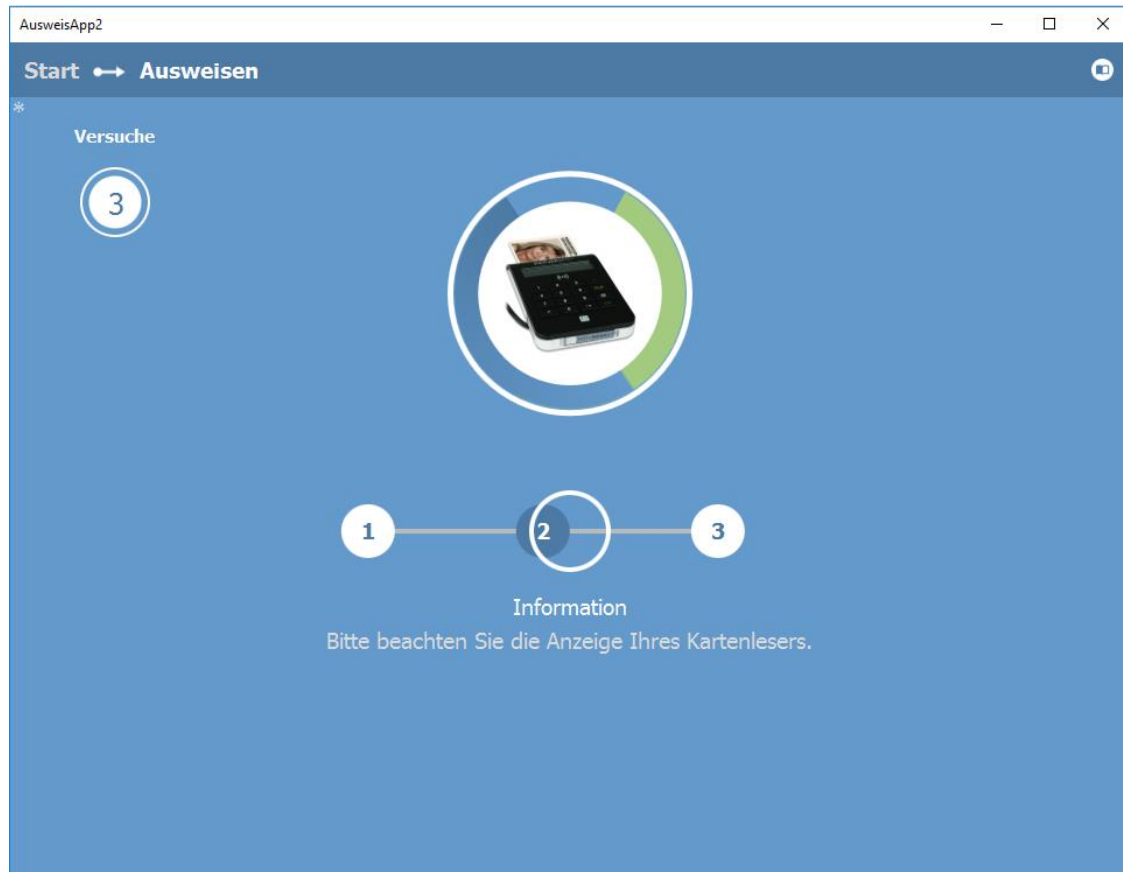 AusweisApp2
Start Ausweisen
*
Versuche
3
1 2 3
Information
Bitte beachten Sie die Anzeige Ihres Kartenlesers.